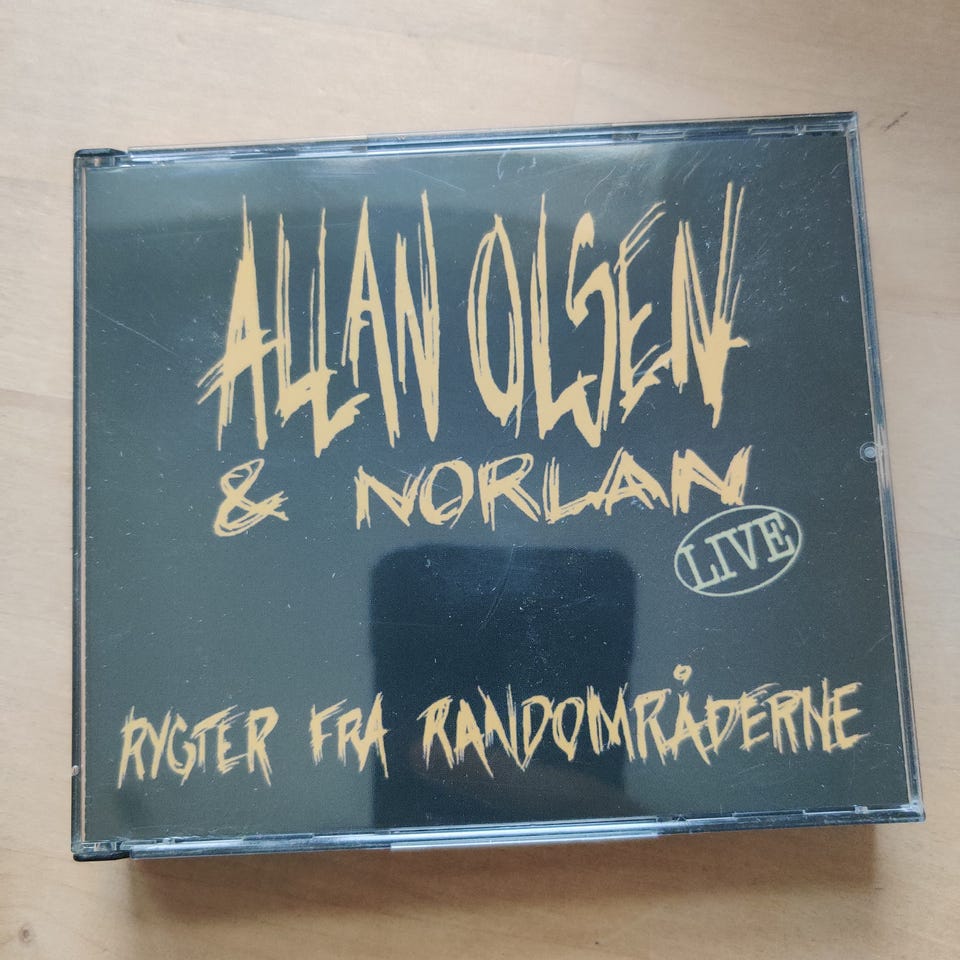 ALLAN OLSEN
& NORLAN
LIVE
RYGTER FRA RANDOMRÅDERNE